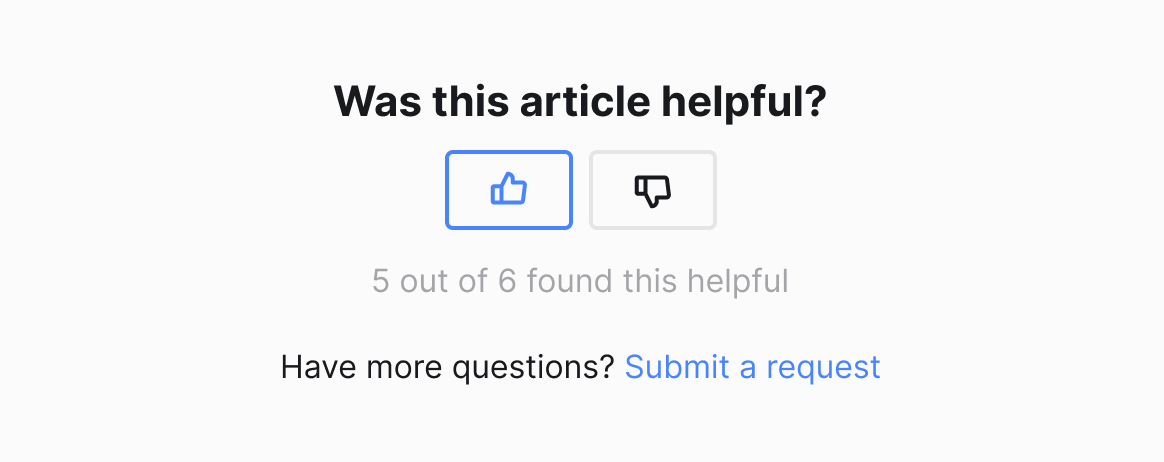 Was this article helpful?
5 out of 6 found this helpful
Have more questions? Submit a request